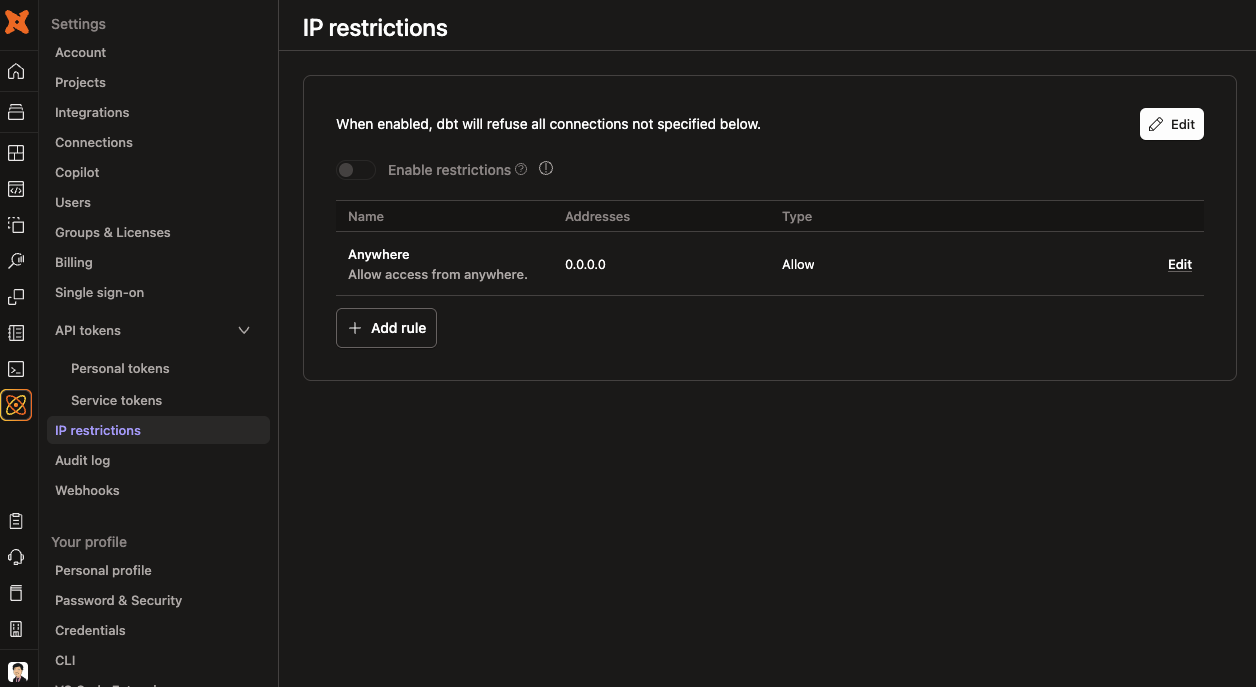 Settings
Account
Projects
Integrations
Connections
Copilot
Users
Groups & Licenses
Billing
Single sign-on
API tokens
Personal tokens
Service tokens
IP restrictions
Audit log
Webhooks
Your profile
Personal profile
Password & Security
Credentials
CLI
IP restrictions
When enabled, dbt will refuse all connections not specified below.
Edit
Enable restrictions
Name Addresses Type
Anywhere
Allow access from anywhere.
0.0.0.0 Allow Edit
Add rule